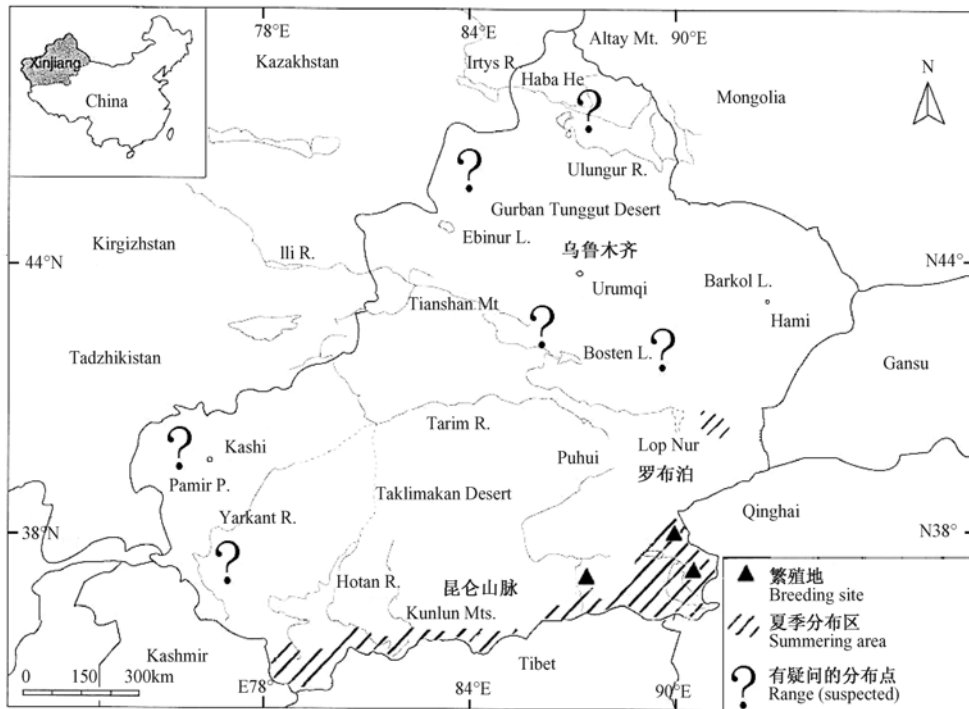 78°E
84°E
90°E
Altay Mt.
Xinjiang
China
Kazakhstan
Irtys R.
Haba He
Mongolia
N
?
?
Ulungur R.
Gurban Tunggut Desert
Ebinur L.
Kirgizhstan
Ili R.
44°N
乌鲁木齐
N44°
Urumqi
Barkol L.
Tianshan Mt
Hami
?
?
Bosten L.
Tadzhikistan
Gansu
Tarim R.
?
Kashi
Puhui
Lop Nur
罗布泊
Pamir P.
Taklimakan Desert
Yarkant R.
Qinghai
38°N
N38°
?
Hotan R.
昆仑山脉
Kunlun Mts.
Kashmir
Tibet
0 150 300km
E78°
84°E
90°E
繁殖地
Breeding site
夏季分布区
Summering area
? 有疑问的分布点
Range (suspected)